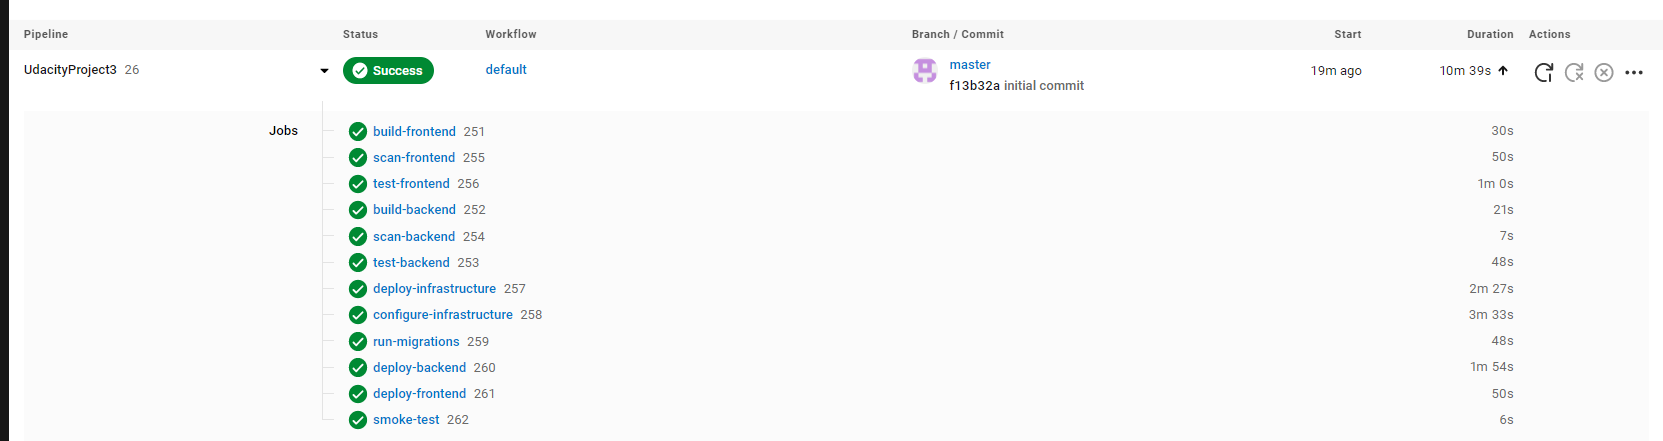 Pipeline Status Workflow Branch / Commit Start Duration Actions
UdacityProject3 26 Success default master 19m ago 10m 39s
f13b32a initial commit
Jobs build-frontend 251 30s
scan-frontend 255 50s
test-frontend 256 1m 0s
build-backend 252 21s
scan-backend 254 7s
test-backend 253 48s
deploy-infrastructure 257 2m 27s
configure-infrastructure 258 3m 33s
run-migrations 259 48s
deploy-backend 260 1m 54s
deploy-frontend 261 50s
smoke-test 262 6s